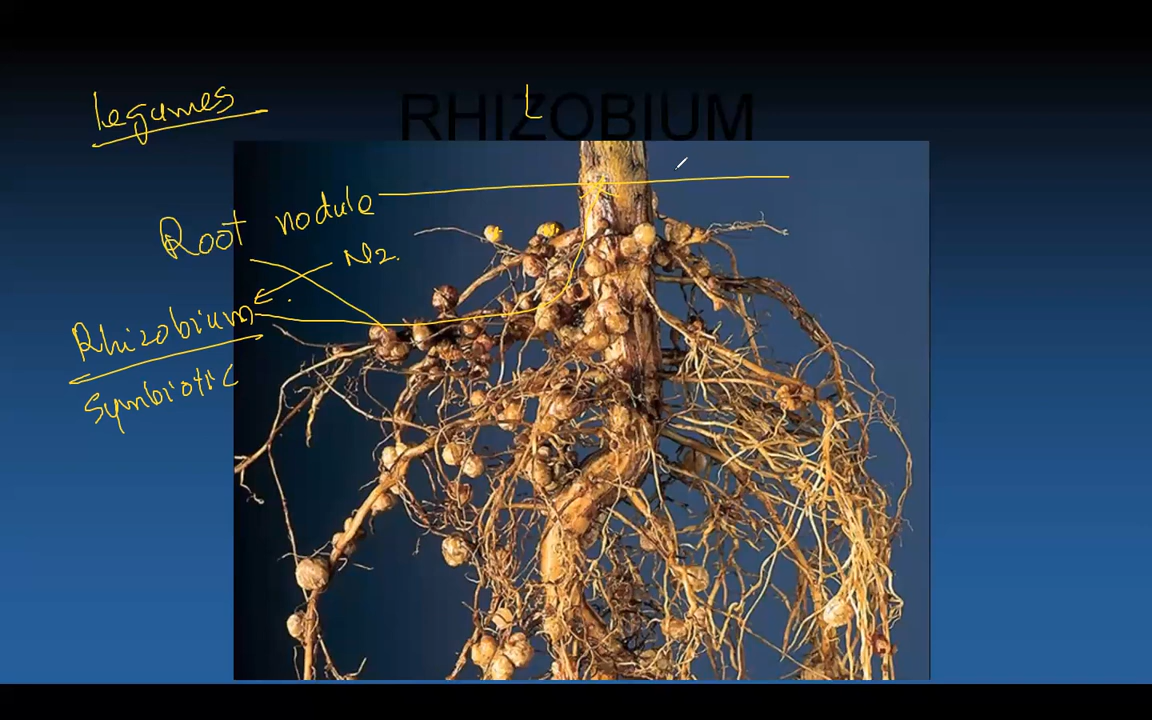 Legumes
L
RHIZOBIUM
Root nodule
N2.
Rhizobium
Symbiotic